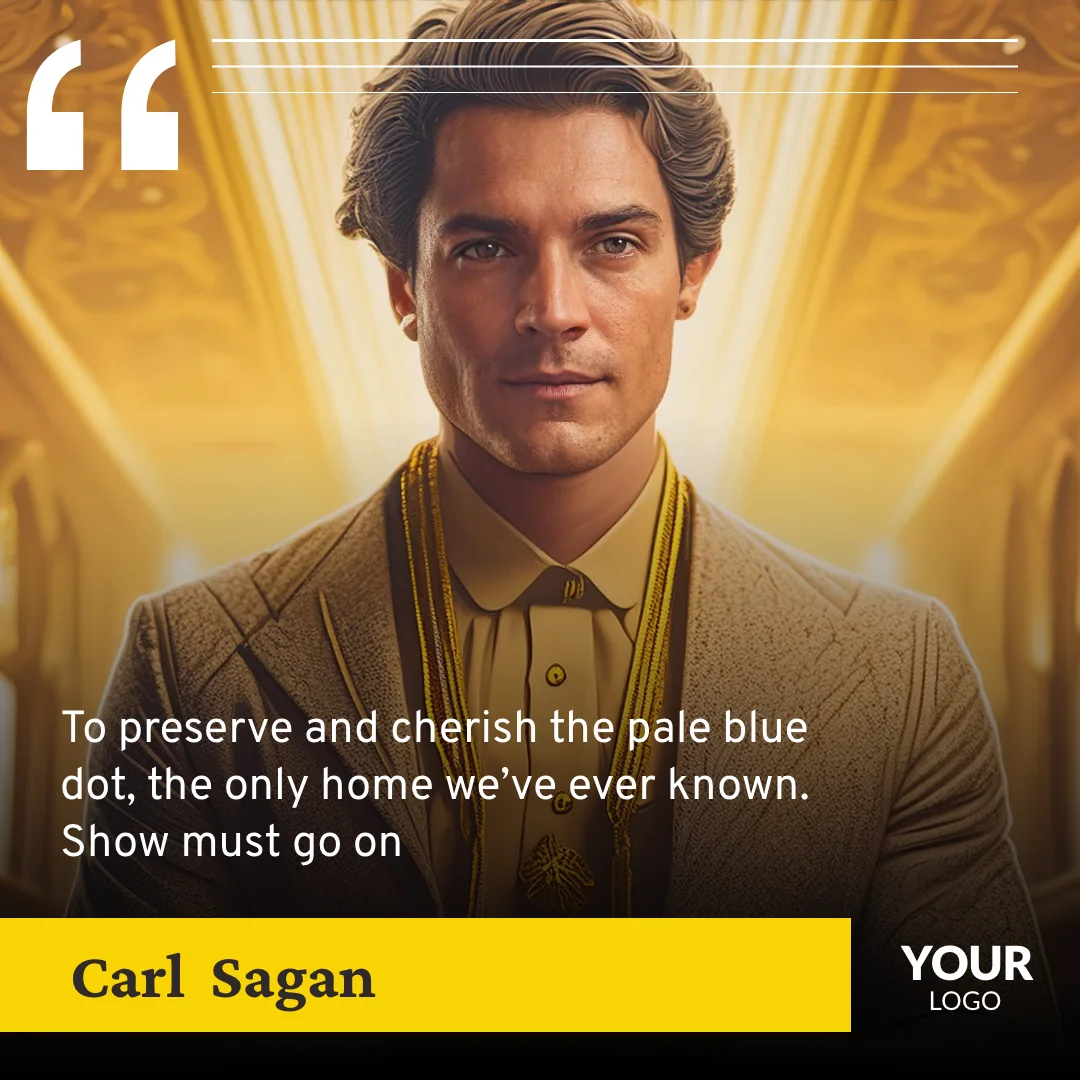 “
To preserve and cherish the pale blue
dot, the only home we’ve ever known.
Show must go on
Carl Sagan
YOUR
LOGO